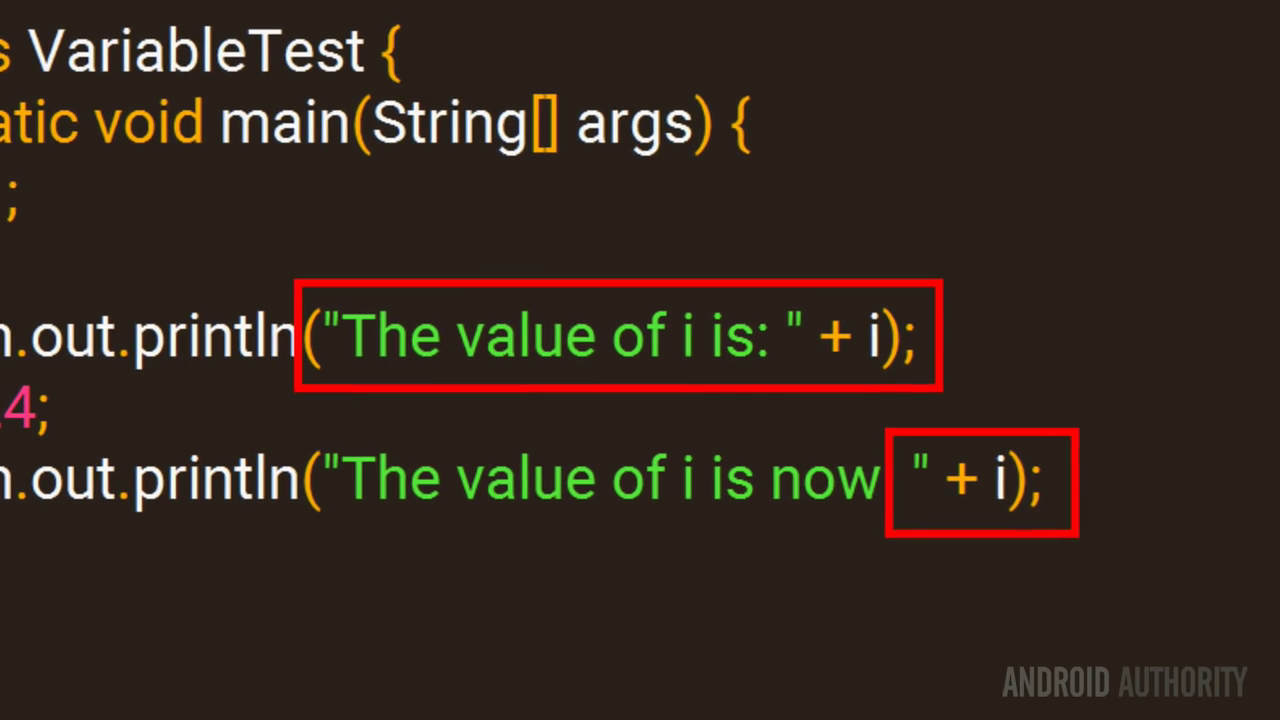 s VariableTest {
atic void main(String[] args) {
;
n.out.println("The value of i is: " + i);
.4;
n.out.println("The value of i is now " + i);
ANDROID AUTHORITY